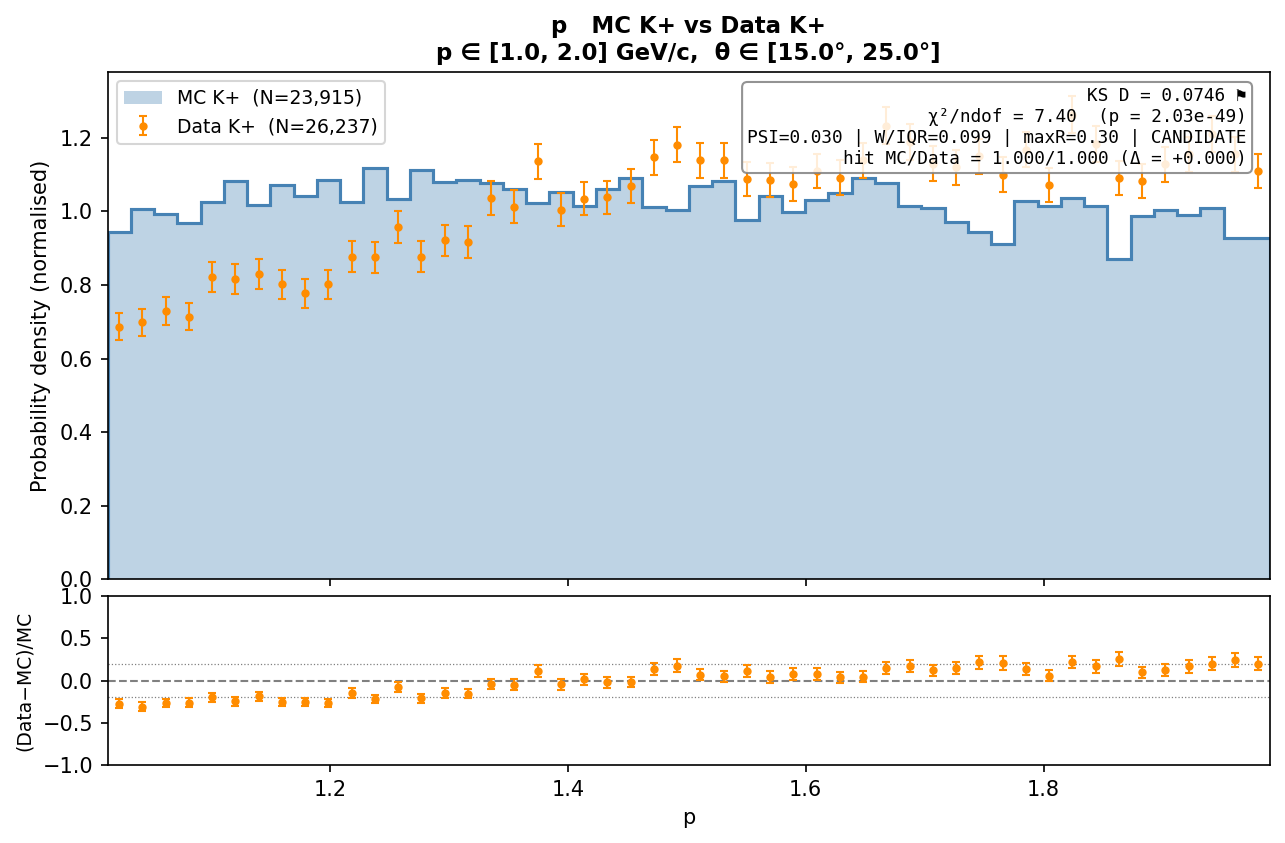 p   MC K+ vs Data K+
p ∈ [1.0, 2.0] GeV/c,  θ ∈ [15.0°, 25.0°]
MC K+  (N=23,915)
Data K+  (N=26,237)
KS D = 0.0746 ⚑
χ²/ndof = 7.40  (p = 2.03e-49)
PSI=0.030 | W/IQR=0.099 | maxR=0.30 | CANDIDATE
hit MC/Data = 1.000/1.000 (Δ = +0.000)
Probability density (normalised)
1.2
1.0
0.8
0.6
0.4
0.2
0.0
(Data−MC)/MC
1.0
0.5
0.0
−0.5
−1.0
1.2
1.4
1.6
1.8
p